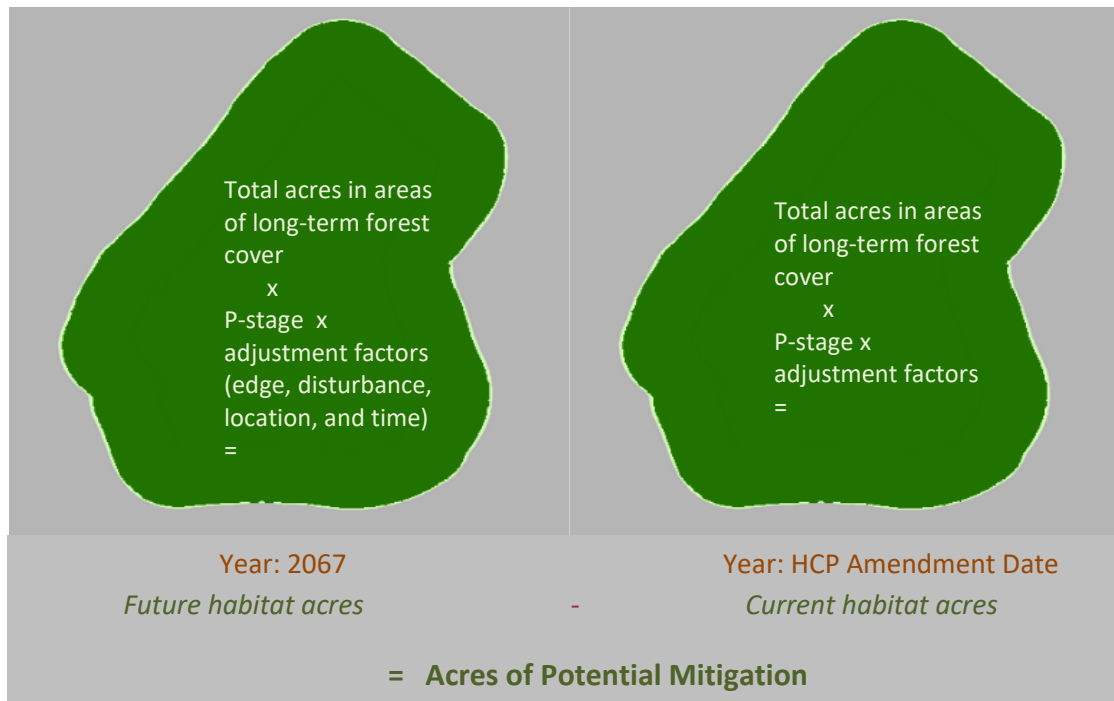 Total acres in areas
of long-term forest
cover
x
P-stage x
adjustment factors
(edge, disturbance,
location, and time)
=
Total acres in areas
of long-term forest
cover
x
P-stage x
adjustment factors
=
Year: 2067
Year: HCP Amendment Date
Future habitat acres - Current habitat acres
= Acres of Potential Mitigation